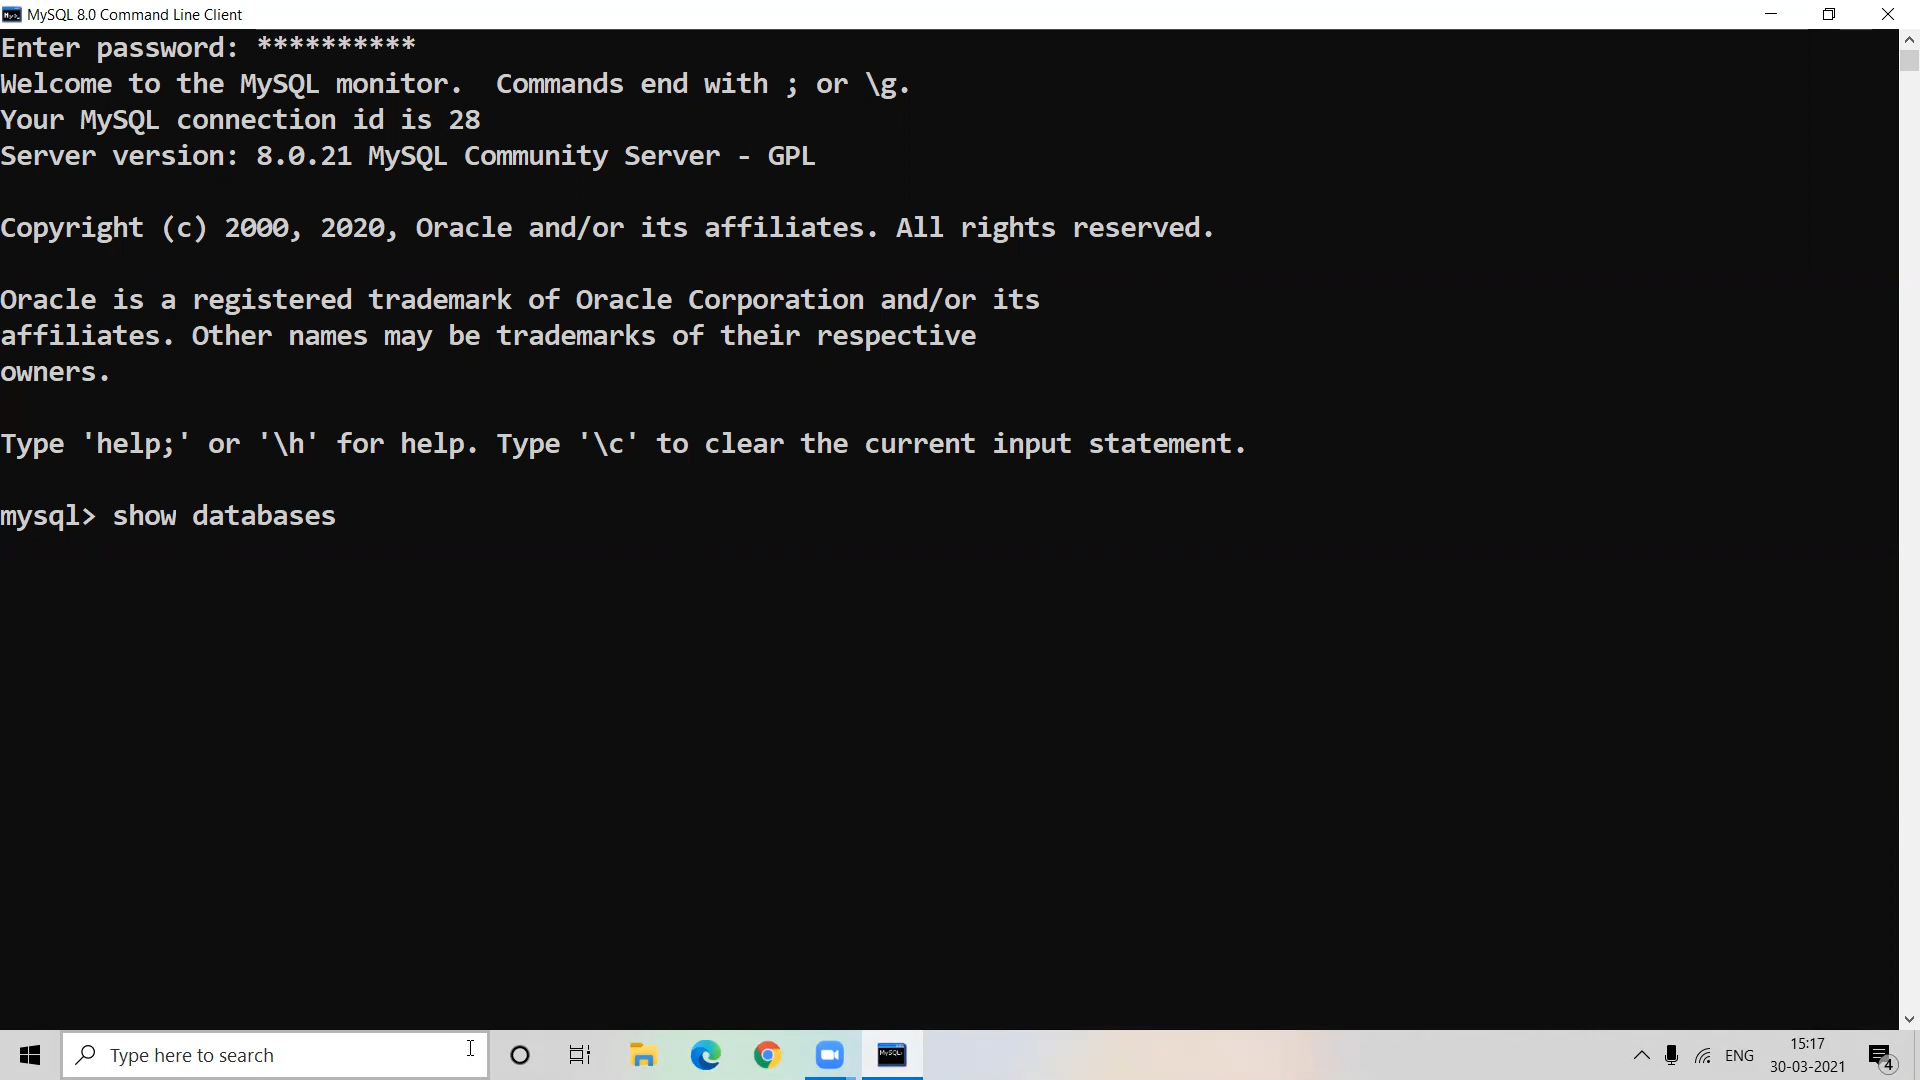 MySQL 8.0 Command Line Client
Enter password: **********
Welcome to the MySQL monitor.  Commands end with ; or \g.
Your MySQL connection id is 28
Server version: 8.0.21 MySQL Community Server - GPL
Copyright (c) 2000, 2020, Oracle and/or its affiliates. All rights reserved.
Oracle is a registered trademark of Oracle Corporation and/or its
affiliates. Other names may be trademarks of their respective
owners.
Type 'help;' or '\h' for help. Type '\c' to clear the current input statement.
mysql> show databases
Type here to search
ENG
15:17
30-03-2021
4